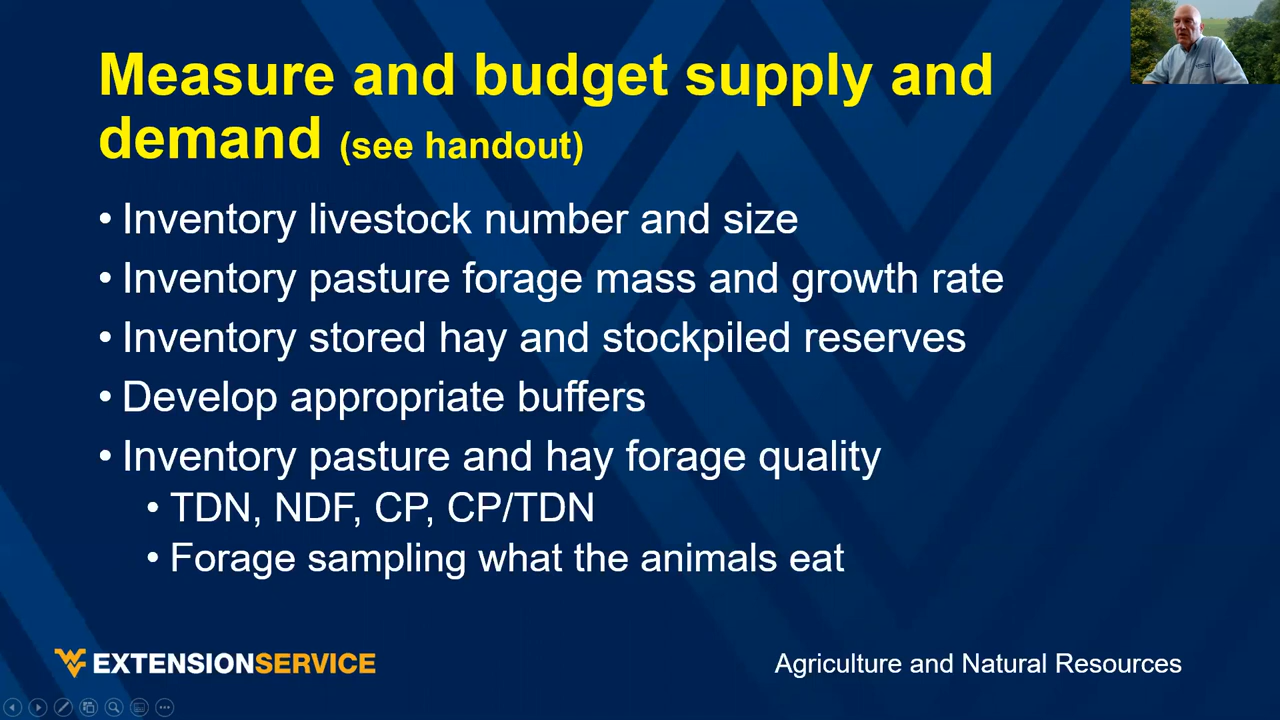 Measure and budget supply and
demand (see handout)
• Inventory livestock number and size
• Inventory pasture forage mass and growth rate
• Inventory stored hay and stockpiled reserves
• Develop appropriate buffers
• Inventory pasture and hay forage quality
• TDN, NDF, CP, CP/TDN
• Forage sampling what the animals eat
EXTENSIONSERVICE
Agriculture and Natural Resources